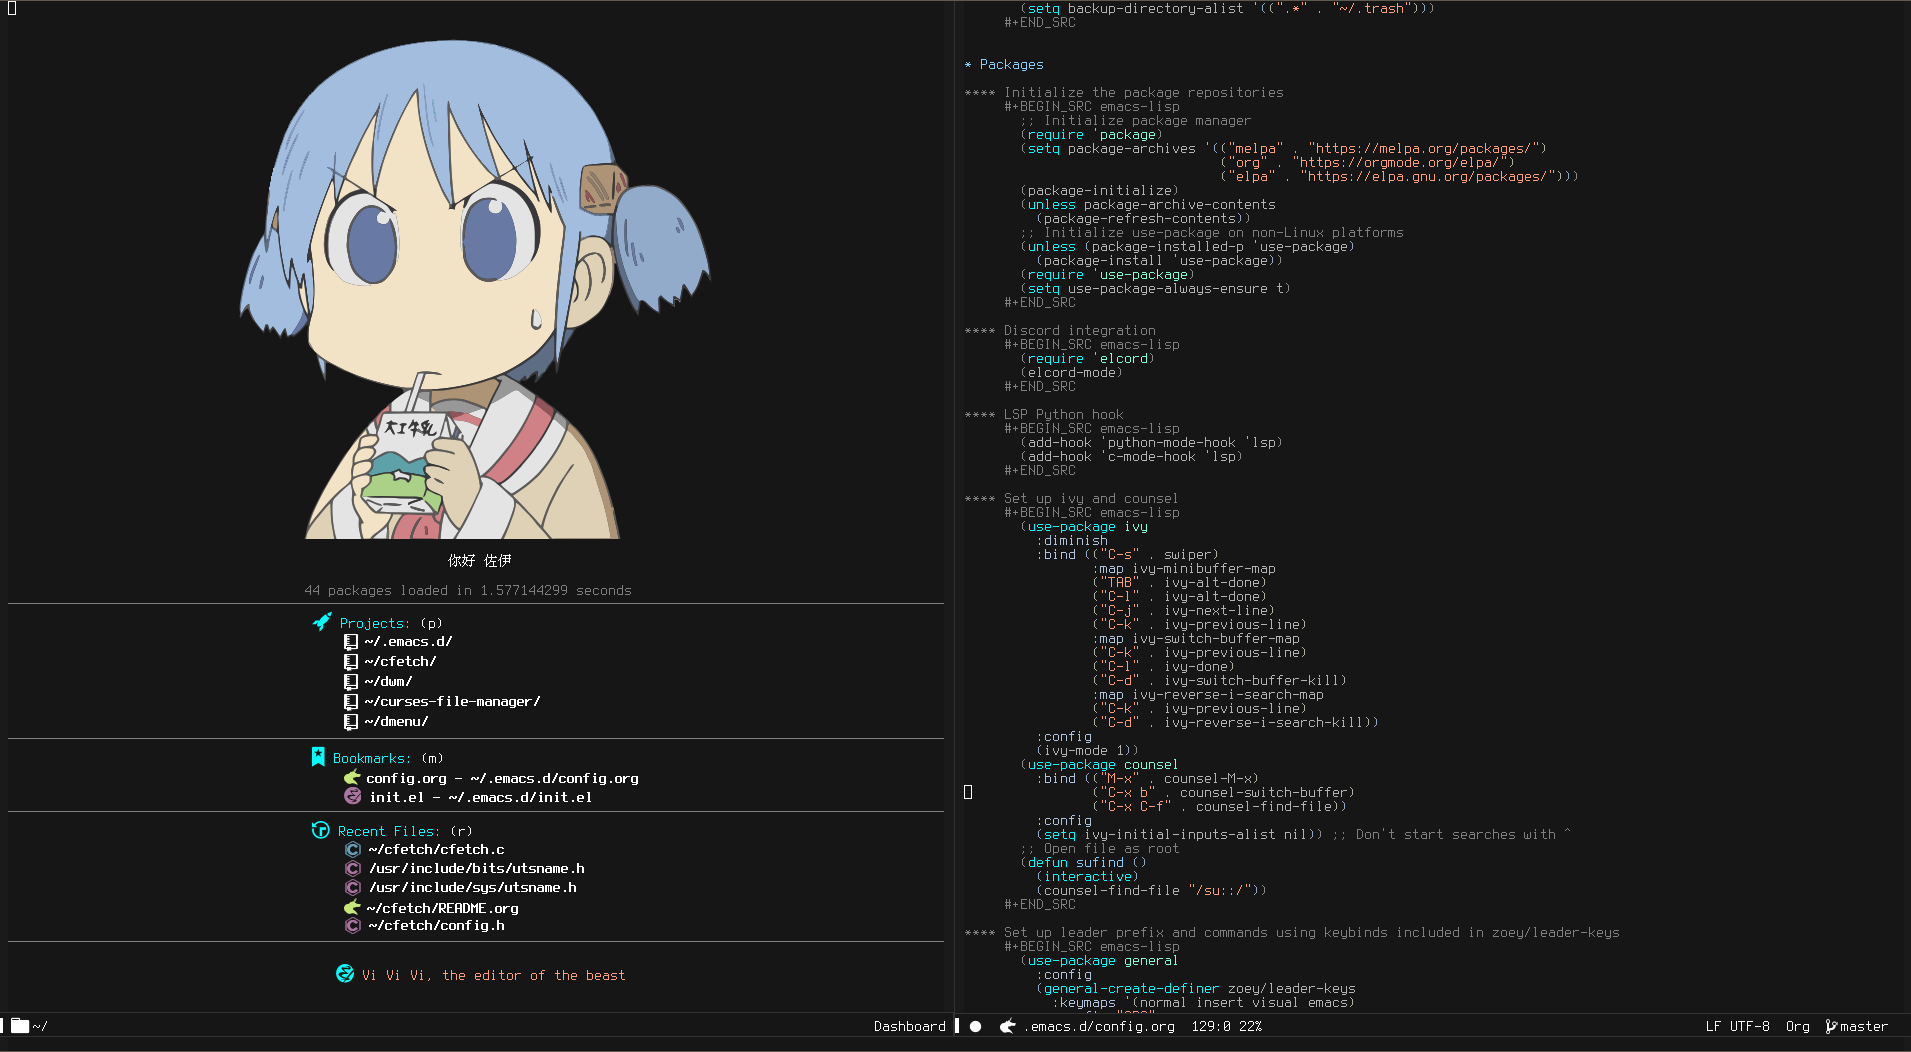 大工牛乳
你好 佐伊
44 packages loaded in 1.577144299 seconds
Projects: (p)
~/.emacs.d/
~/cfetch/
~/dwm/
~/curses-file-manager/
~/dmenu/
Bookmarks: (m)
config.org - ~/.emacs.d/config.org
init.el - ~/.emacs.d/init.el
Recent Files: (r)
~/cfetch/cfetch.c
/usr/include/bits/utsname.h
/usr/include/sys/utsname.h
~/cfetch/README.org
~/cfetch/config.h
Vi Vi Vi, the editor of the beast
~/
Dashboard
(setq backup-directory-alist '((".*" . "~/.trash")))
#+END_SRC
* Packages
**** Initialize the package repositories
#+BEGIN_SRC emacs-lisp
;; Initialize package manager
(require 'package)
(setq package-archives '(("melpa" . "https://melpa.org/packages/")
("org" . "https://orgmode.org/elpa/")
("elpa" . "https://elpa.gnu.org/packages/")))
(package-initialize)
(unless package-archive-contents
(package-refresh-contents))
;; Initialize use-package on non-Linux platforms
(unless (package-installed-p 'use-package)
(package-install 'use-package))
(require 'use-package)
(setq use-package-always-ensure t)
#+END_SRC
**** Discord integration
#+BEGIN_SRC emacs-lisp
(require 'elcord)
(elcord-mode)
#+END_SRC
**** LSP Python hook
#+BEGIN_SRC emacs-lisp
(add-hook 'python-mode-hook 'lsp)
(add-hook 'c-mode-hook 'lsp)
#+END_SRC
**** Set up ivy and counsel
#+BEGIN_SRC emacs-lisp
(use-package ivy
:diminish
:bind (("C-s" . swiper)
:map ivy-minibuffer-map
("TAB" . ivy-alt-done)
("C-l" . ivy-alt-done)
("C-j" . ivy-next-line)
("C-k" . ivy-previous-line)
:map ivy-switch-buffer-map
("C-k" . ivy-previous-line)
("C-l" . ivy-done)
("C-d" . ivy-switch-buffer-kill)
:map ivy-reverse-i-search-map
("C-k" . ivy-previous-line)
("C-d" . ivy-reverse-i-search-kill))
:config
(ivy-mode 1))
(use-package counsel
:bind (("M-x" . counsel-M-x)
("C-x b" . counsel-switch-buffer)
("C-x C-f" . counsel-find-file))
:config
(setq ivy-initial-inputs-alist nil)) ;; Don't start searches with ^
;; Open file as root
(defun sufind ()
(interactive)
(counsel-find-file "/su::/"))
#+END_SRC
**** Set up leader prefix and commands using keybinds included in zoey/leader-keys
#+BEGIN_SRC emacs-lisp
(use-package general
:config
(general-create-definer zoey/leader-keys
:keymaps '(normal insert visual emacs)
.emacs.d/config.org 129:0 22%
LF UTF-8 Org master